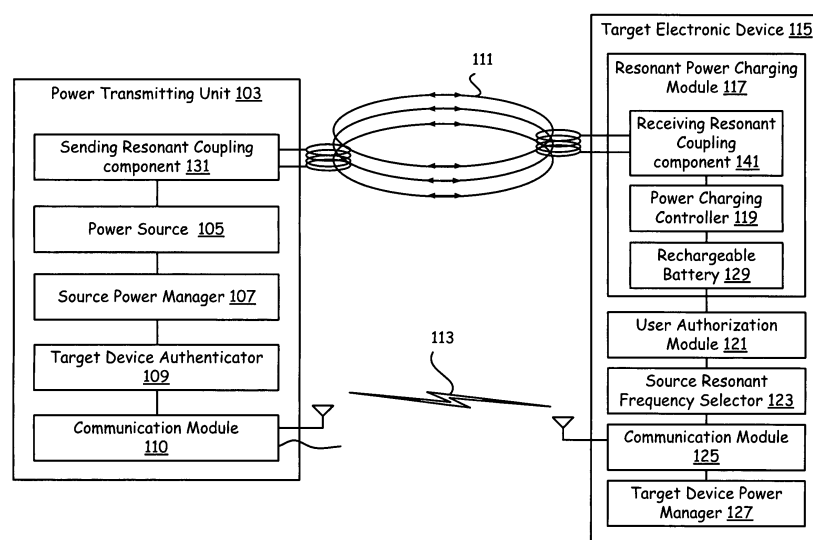 Target Electronic Device 115
111
Resonant Power Charging
Module 117
Power Transmitting Unit 103
Sending Resonant Coupling
component 131
Receiving Resonant
Coupling
component 141
Power Source 105
Power Charging
Controller 119
Source Power Manager 107
Rechargeable
Battery 129
Target Device Authenticator
109
113
User Authorization
Module 121
Source Resonant
Frequency Selector 123
Communication Module
110
Communication Module
125
Target Device Power
Manager 127